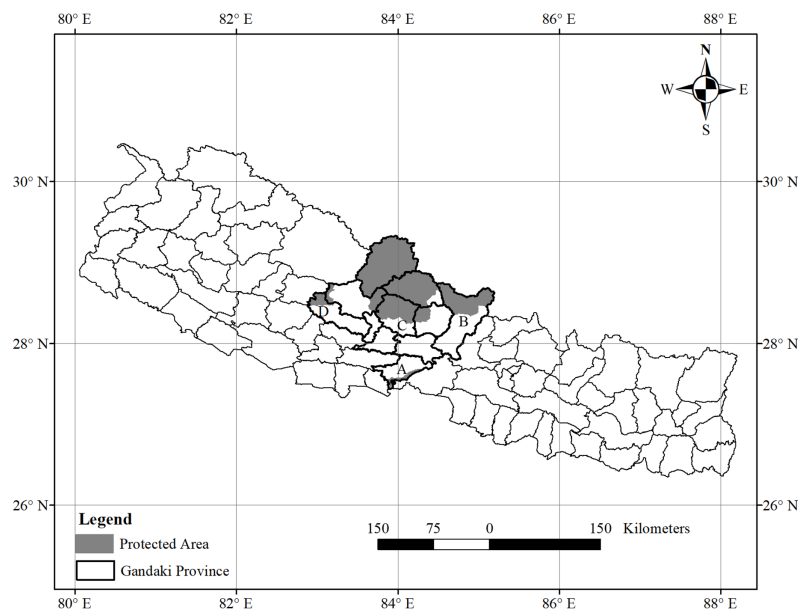 80° E 82° E 84° E 86° E 88° E
N
W E
S
30° N 30° N
D C B
28° N 28° N
A
26° N 26° N
Legend
Protected Area
Gandaki Province
150 75 0 150 Kilometers
80° E 82° E 84° E 86° E 88° E